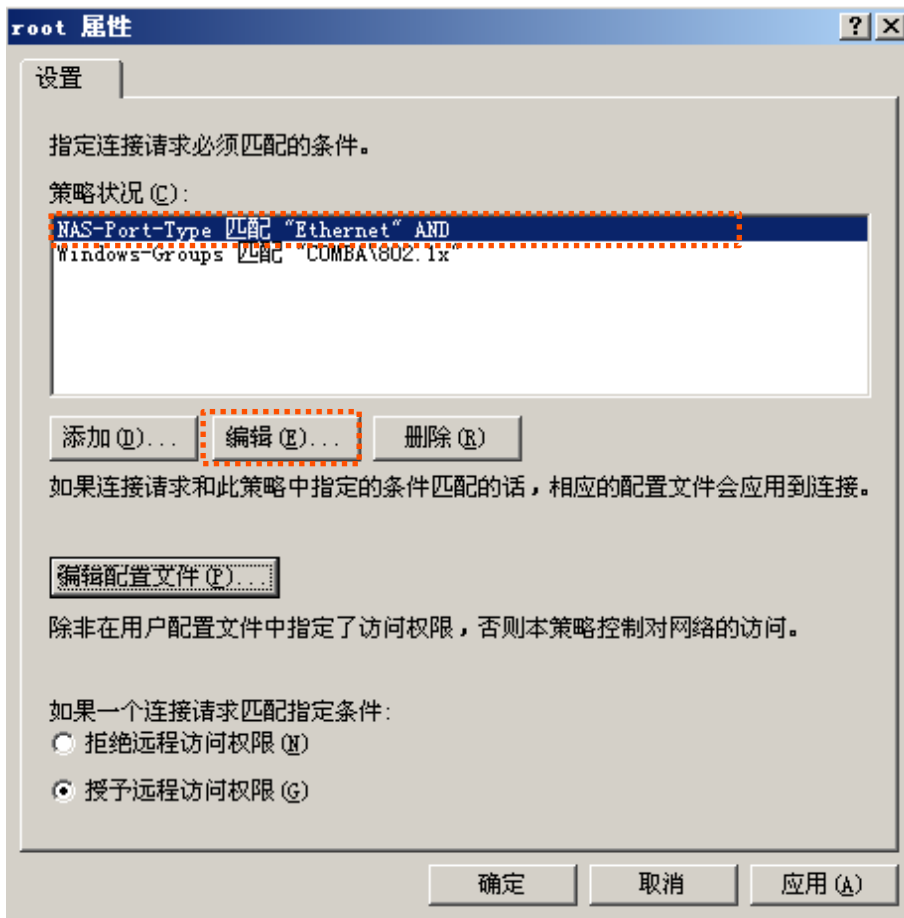 root 属性
设置
指定连接请求必须匹配的条件。
策略状况(C):
NAS-Port-Type 匹配 "Ethernet" AND
Windows-Groups 匹配 "COMBA\802.1x"
添加(D)... 编辑(E)... 删除(R)
如果连接请求和此策略中指定的条件匹配的话，相应的配置文件会应用到连接。
编辑配置文件(P)...
除非在用户配置文件中指定了访问权限，否则本策略控制对网络的访问。
如果一个连接请求匹配指定条件:
拒绝远程访问权限(N)
授予远程访问权限(G)
确定 取消 应用(A)